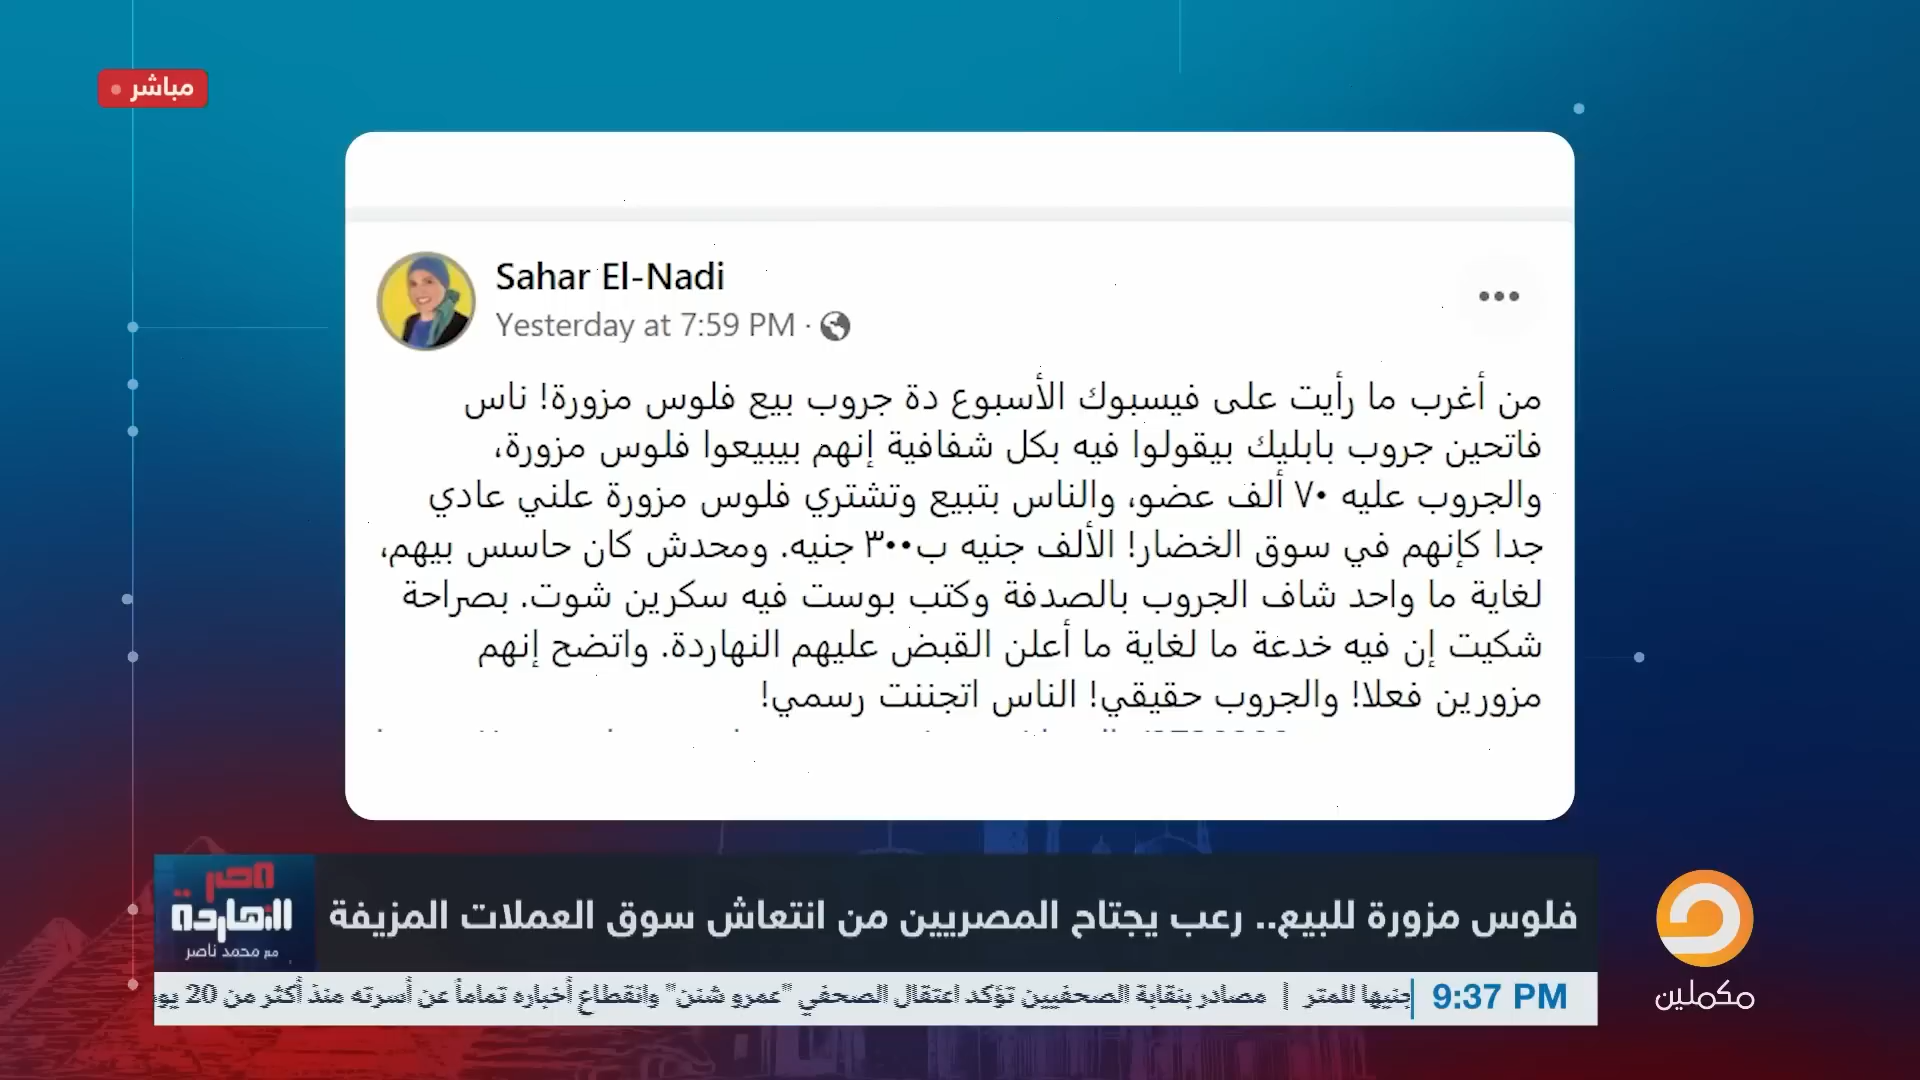 مباشر
Sahar El-Nadi
Yesterday at 7:59 PM ·
من أغرب ما رأيت على فيسبوك الأسبوع دة جروب بيع فلوس مزورة! ناس
فاتحين جروب بابليك بيقولوا فيه بكل شفافية إنهم بيبيعوا فلوس مزورة،
والجروب عليه ٧٠ ألف عضو، والناس بتبيع وتشتري فلوس مزورة علني عادي
جدا كإنهم في سوق الخضار! الألف جنيه ب٣٠٠ جنيه. ومحدش كان حاسس بيهم،
لغاية ما واحد شاف الجروب بالصدفة وكتب بوست فيه سكرين شوت. بصراحة
شكيت إن فيه خدعة ما لغاية ما أعلن القبض عليهم النهاردة. واتضح إنهم
مزورين فعلا! والجروب حقيقي! الناس اتجننت رسمي!
فلوس مزورة للبيع.. رعب يجتاح المصريين من انتعاش سوق العملات المزيفة
مصر النهاردة
مع محمد ناصر
9:37 PM
جنيها للمتر | مصادر بنقابة الصحفيين تؤكد اعتقال الصحفي "عمرو شنن" وانقطاع أخباره تماماً عن أسرته منذ أكثر من 20
مكملين